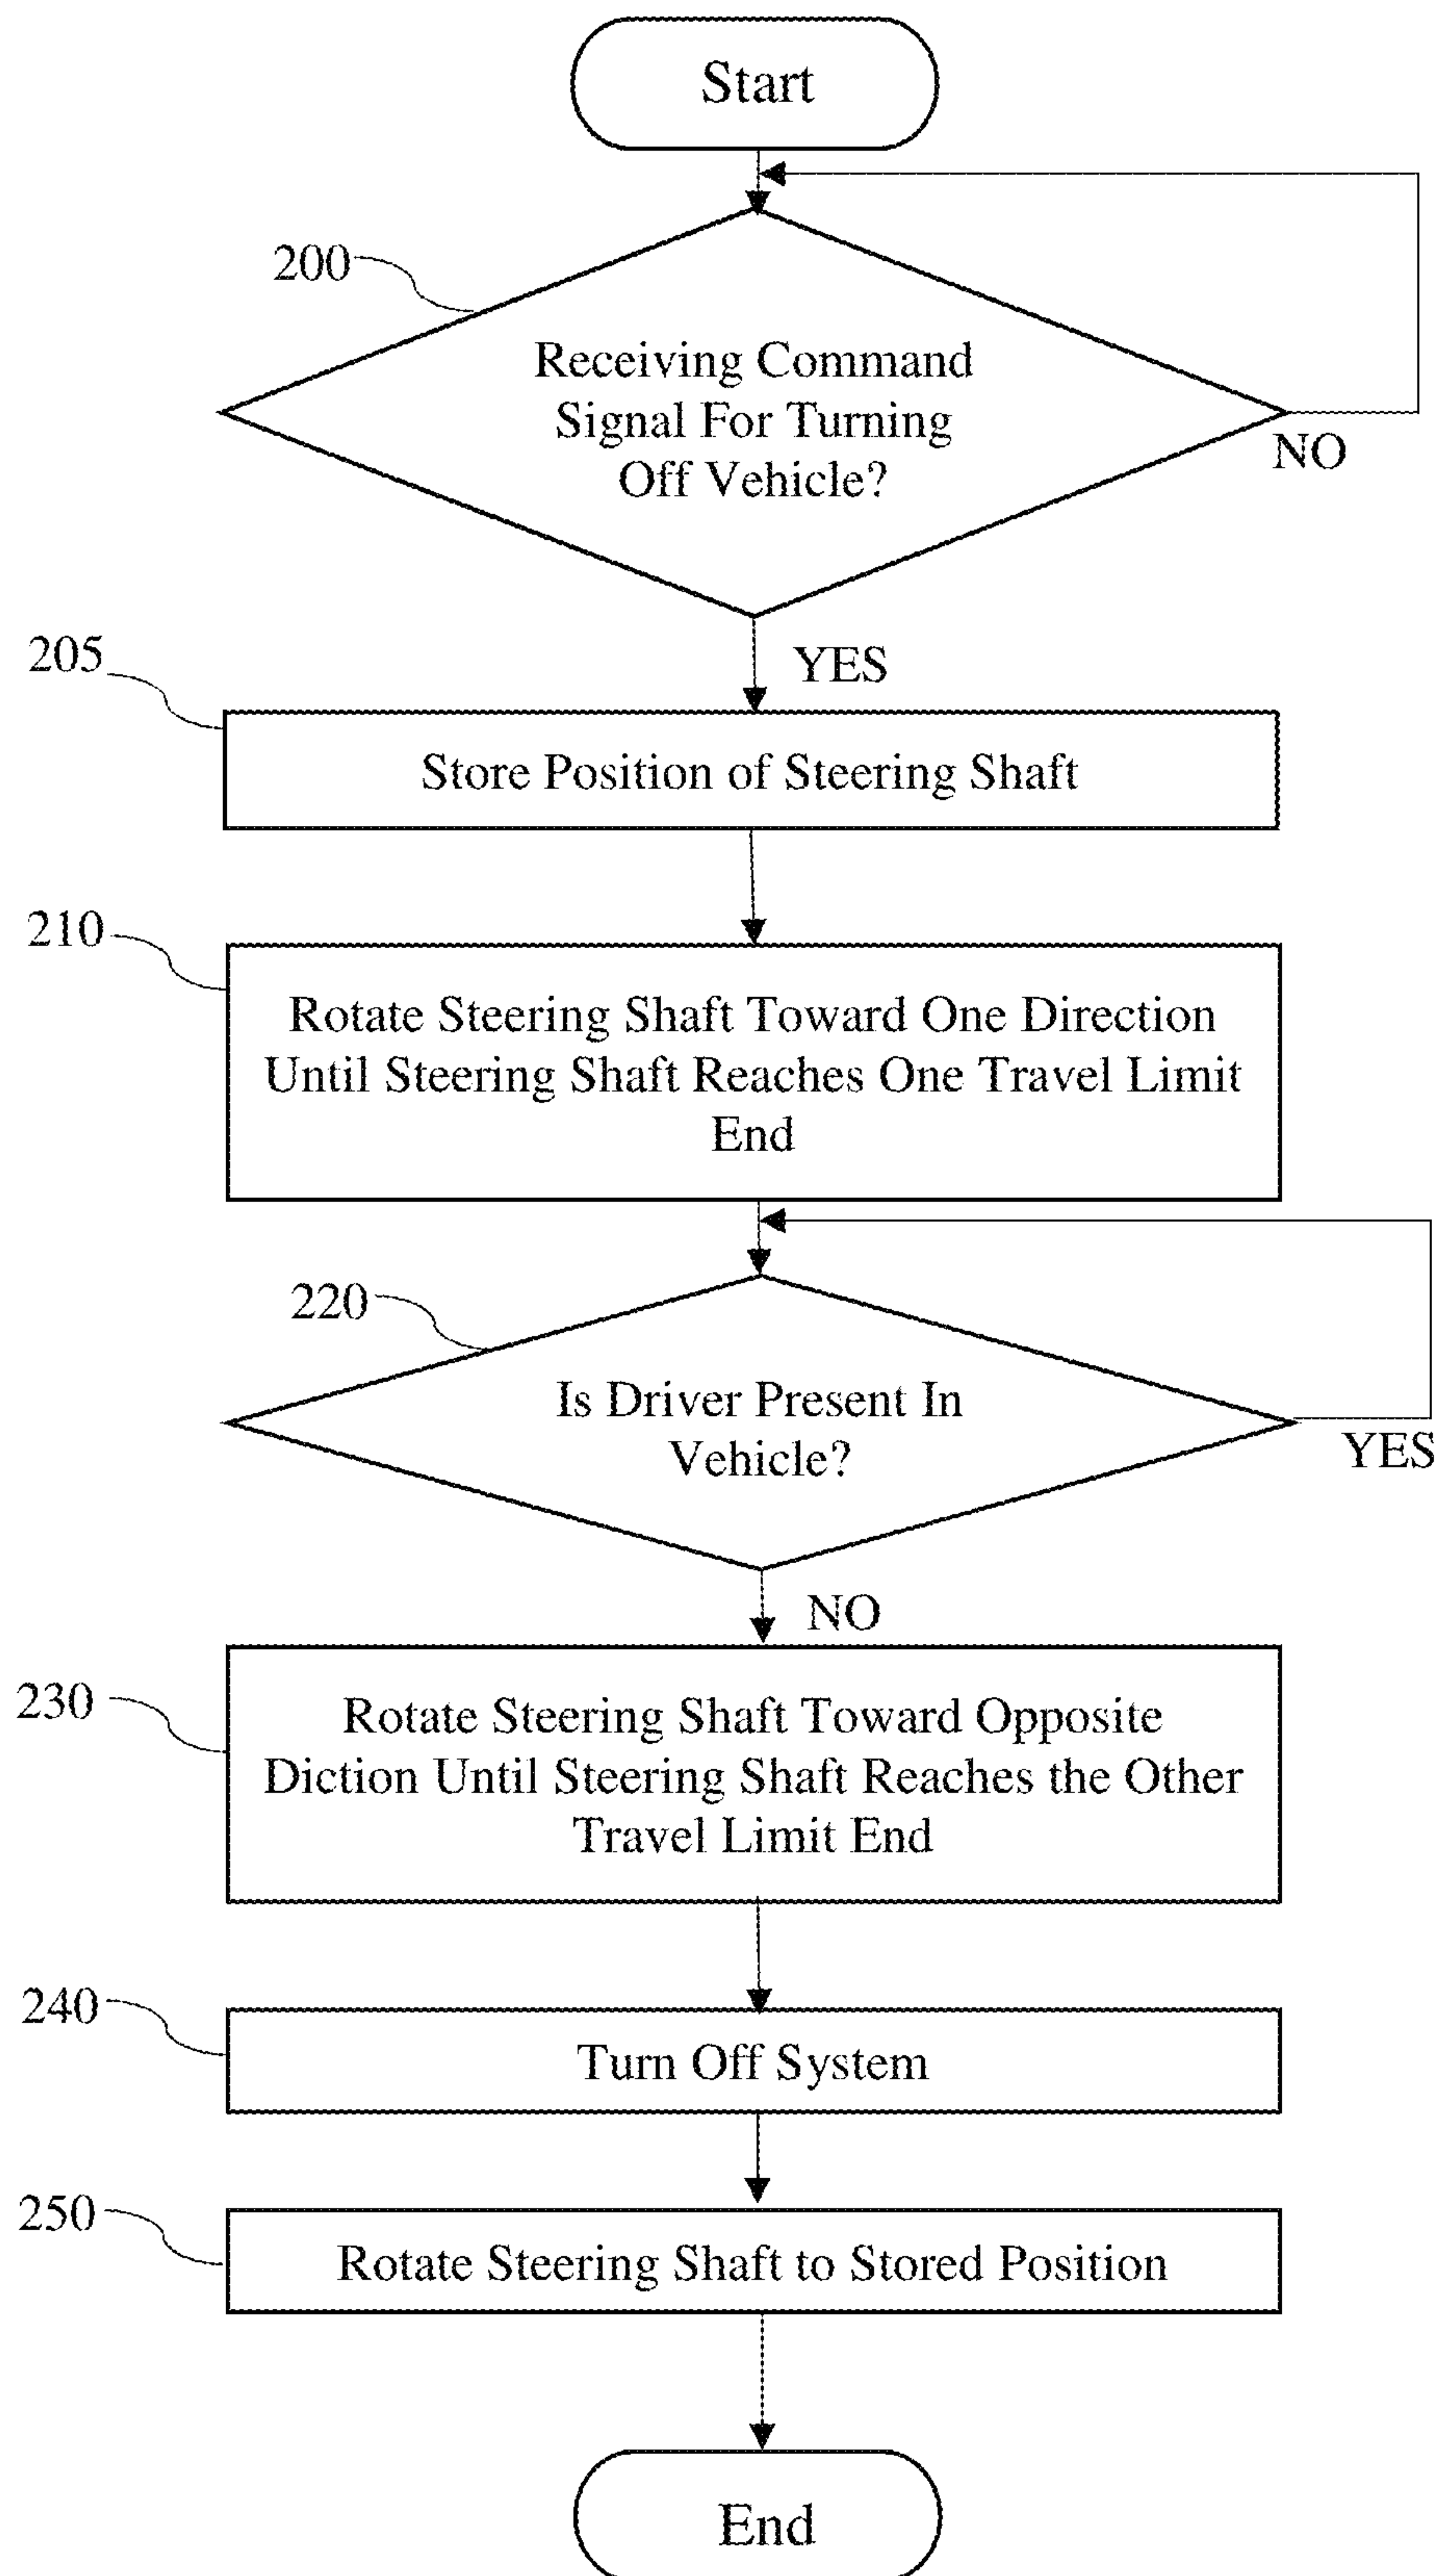 Start
200
Receiving Command
Signal For Turning
Off Vehicle?
NO
YES
205
Store Position of Steering Shaft
210
Rotate Steering Shaft Toward One Direction
Until Steering Shaft Reaches One Travel Limit
End
220
Is Driver Present In
Vehicle?
YES
NO
230
Rotate Steering Shaft Toward Opposite
Diction Until Steering Shaft Reaches the Other
Travel Limit End
240
Turn Off System
250
Rotate Steering Shaft to Stored Position
End